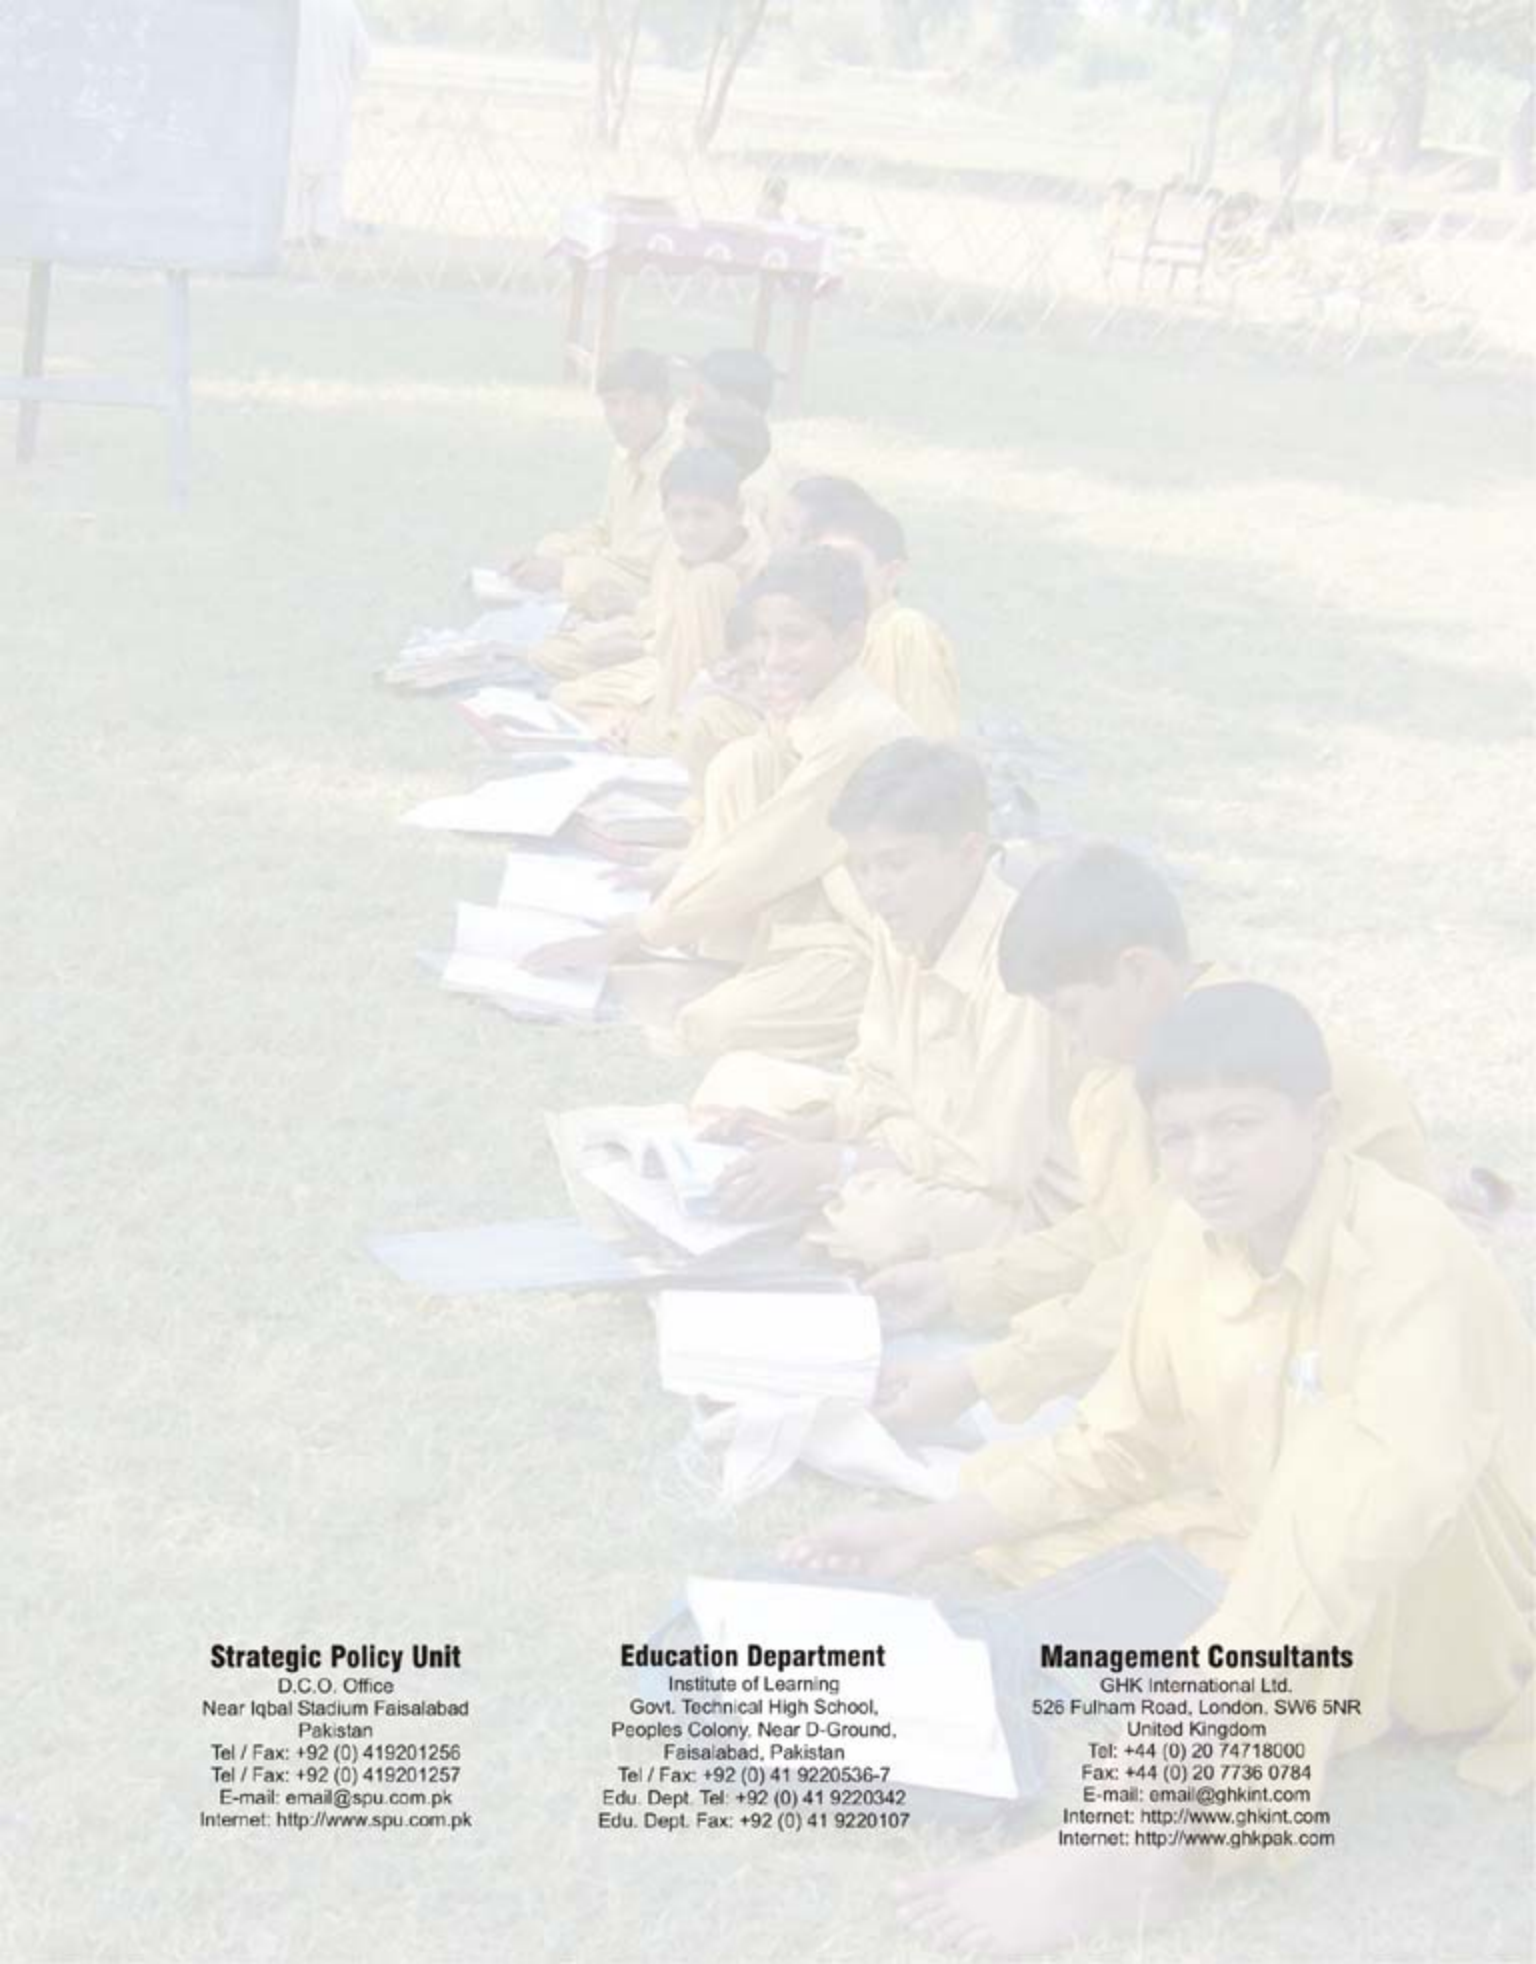 Strategic Policy Unit
D.C.O. Office
Near Iqbal Stadium Faisalabad
Pakistan
Tel / Fax: +92 (0) 419201256
Tel / Fax: +92 (0) 419201257
E-mail: email@spu.com.pk
Internet: http://www.spu.com.pk
Education Department
Institute of Learning
Govt. Technical High School,
Peoples Colony, Near D-Ground,
Faisalabad, Pakistan
Tel / Fax: +92 (0) 41 9220536-7
Edu. Dept. Tel: +92 (0) 41 9220342
Edu. Dept. Fax: +92 (0) 41 9220107
Management Consultants
GHK International Ltd.
526 Fulham Road, London, SW6 5NR
United Kingdom
Tel: +44 (0) 20 74718000
Fax: +44 (0) 20 7736 0784
E-mail: email@ghkint.com
Internet: http://www.ghkint.com
Internet: http://www.ghkpak.com